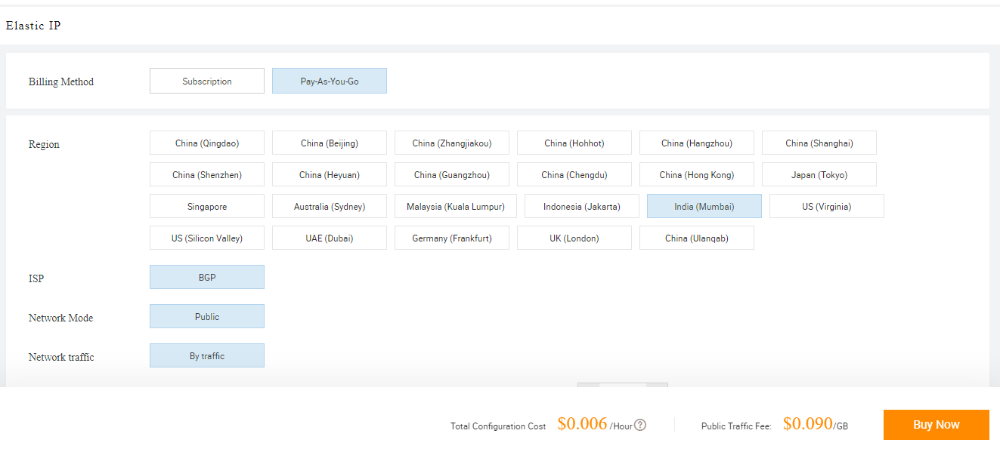 Elastic IP
Billing Method Subscription Pay-As-You-Go
Region China (Qingdao) China (Beijing) China (Zhangjiakou) China (Hohhot) China (Hangzhou) China (Shanghai)
China (Shenzhen) China (Heyuan) China (Guangzhou) China (Chengdu) China (Hong Kong) Japan (Tokyo)
Singapore Australia (Sydney) Malaysia (Kuala Lumpur) Indonesia (Jakarta) India (Mumbai) US (Virginia)
US (Silicon Valley) UAE (Dubai) Germany (Frankfurt) UK (London) China (Ulanqab)
ISP BGP
Network Mode Public
Network traffic By traffic
Total Configuration Cost $0.006 /Hour ? Public Traffic Fee: $0.090/GB Buy Now